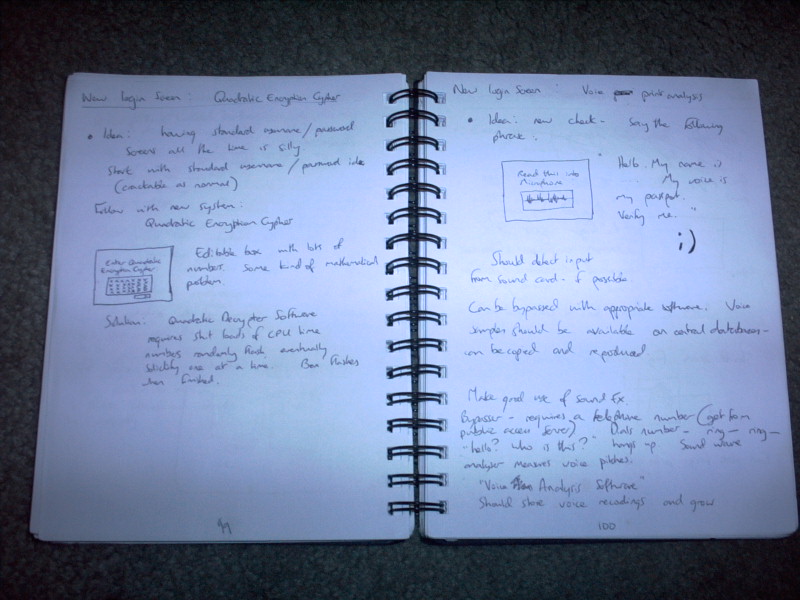 New login Screen : Quadratic Encryption Cypher
• Idea : having standard username / password
Screens all the time is silly.
Start with standard username / password idea
(crackable as normal)
Follow with new system:
Quadratic Encryption Cypher
Enter Quadratic
Encryption Cypher
Editable box with lots of
numbers. Some kind of mathematical
problem.
Solution : Quadratic Decrypter Software
requires shit loads of CPU time
numbers randomly flash, eventually
solidify one at a time. Box flashes
when finished.
99
New login Screen : Voice print analysis
• Idea : new check - Say the following
phrase :
Read this into
Microphone
" Hello. My name is
... My voice is
my passport.
Verify Me. "
;)
Should detect input
from sound card - if possible
Can be bypassed with appropriate software. Voice
samples should be available on central databases -
can be copied and reproduced
Make good use of Sound fx.
Bypasser - requires a telephone number (get from
public access server) Dials number - ring - ring -
"hello? Who is this?" hangs up Sound wave
analyser measures voice pitches.
"Voice Analysis Software"
Should store voice recordings and grow
100